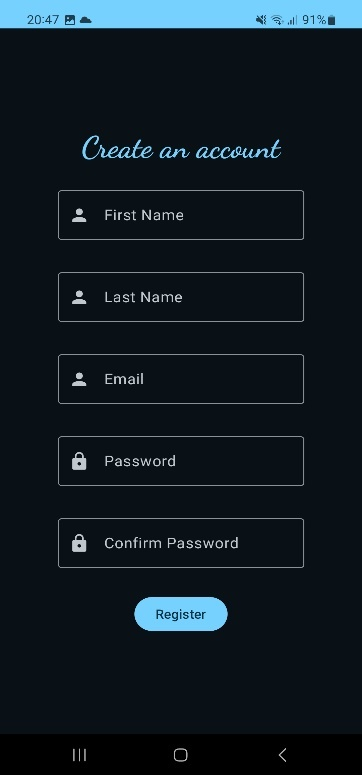 20:47 91%
Create an account
First Name
Last Name
Email
Password
Confirm Password
Register